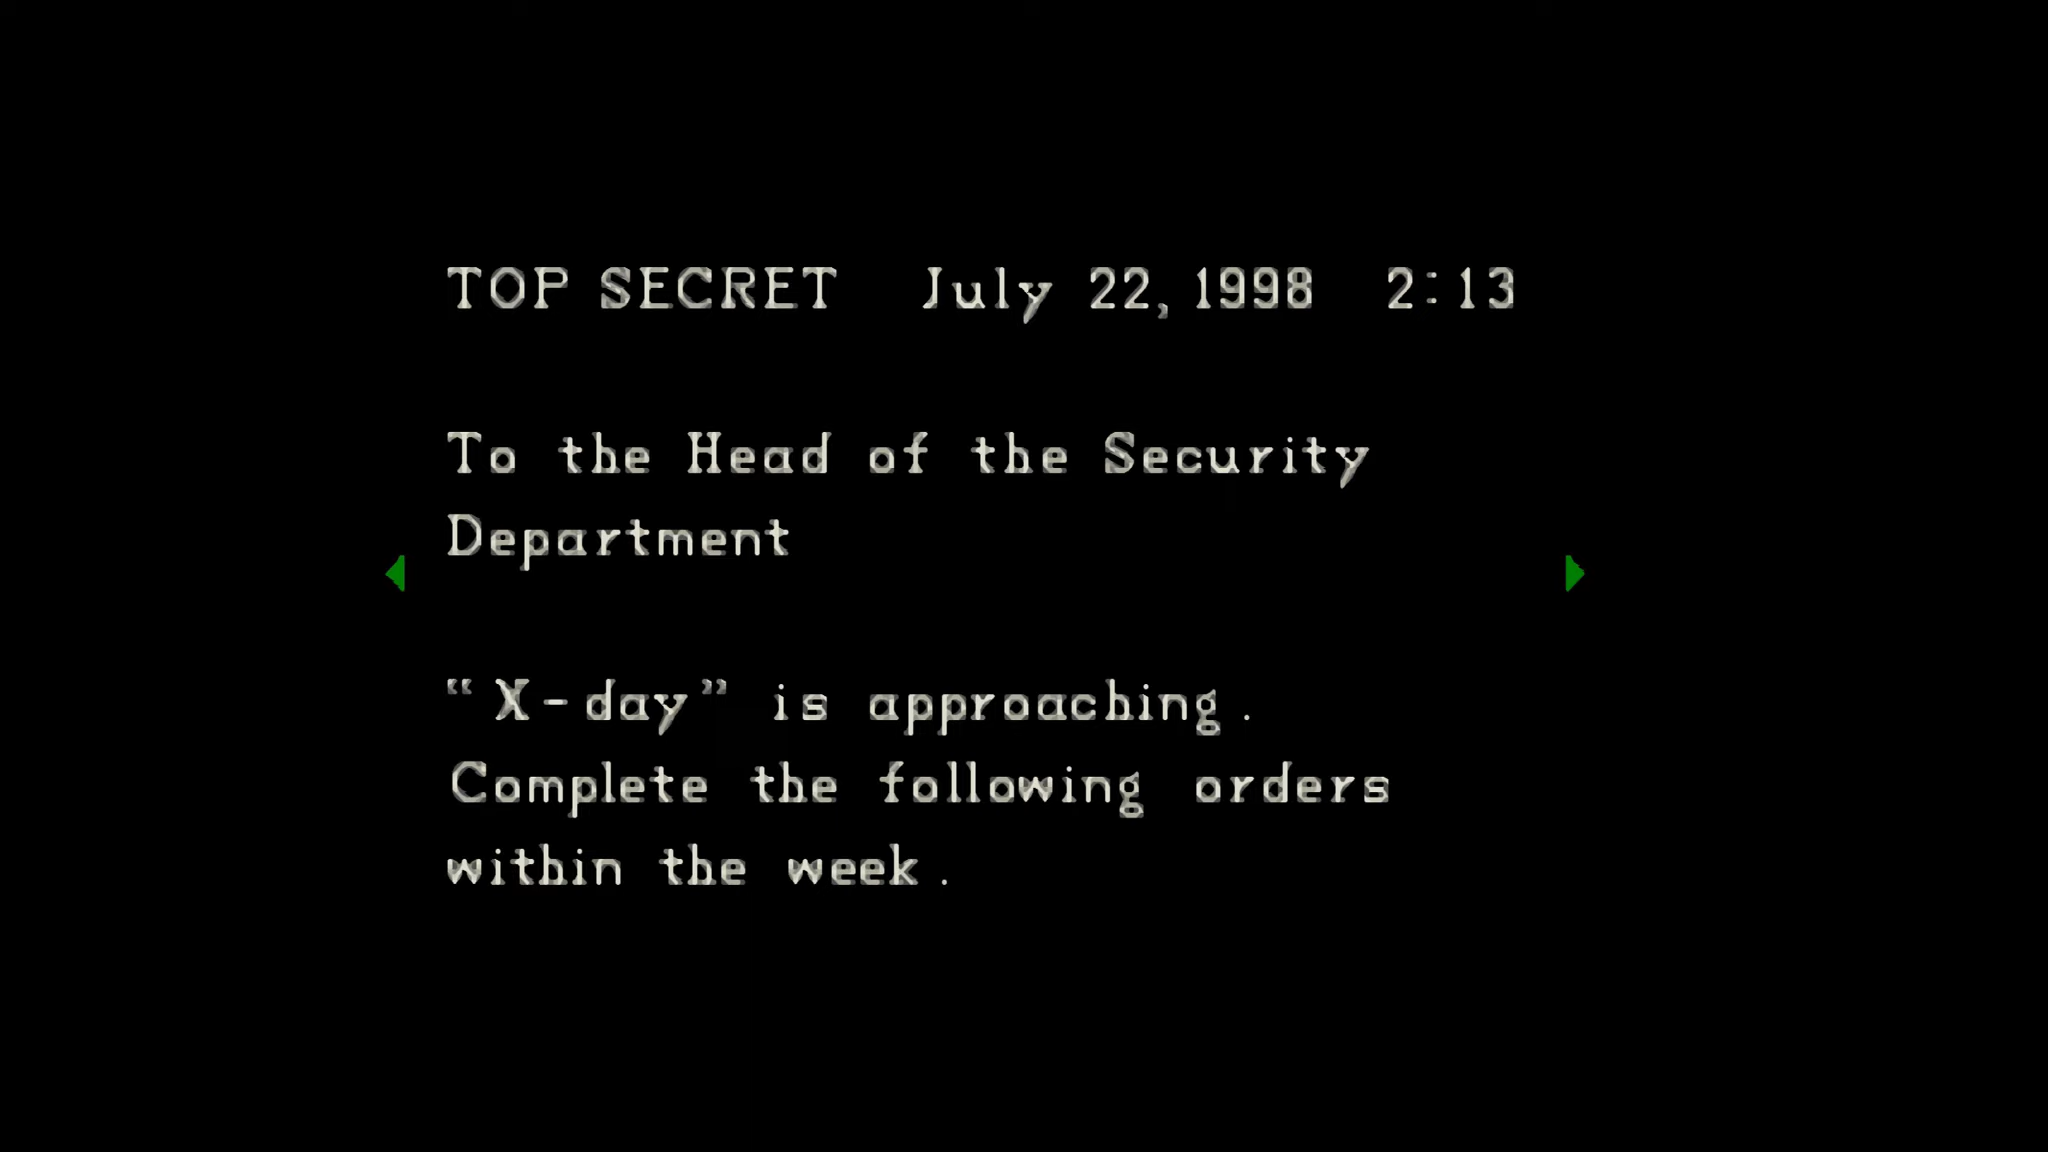 TOP SECRET July 22, 1998 2:13
To the Head of the Security
Department
“X-day” is approaching.
Complete the following orders
within the week.